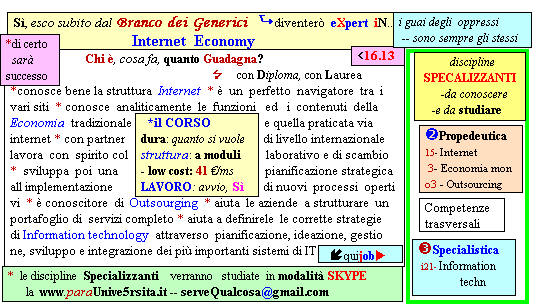 Sì, esco subito dal Branco dei Generici diventerò eXpert iN..
Internet Economy
i guai degli oppressi
-- sono sempre gli stessi
*di certo
sarà
successo
Chi è, cosa fa, quanto Guadagna?
<16.13
con Diploma, con Laurea
*conosce bene la struttura Internet * è un perfetto navigatore tra i
vari siti * conosce analiticamente le funzioni ed i contenuti della
Economia tradizionale e quella praticata via
internet * con partner di livello internazionale
lavora con spirito col laborativo e di scambio
* sviluppa poi una pianificazione strategica
all implementazione di nuovi processi operti
vi * è conoscitore di Outsourging * aiuta le aziende a strutturare un
portafoglio di servizi completo * aiuta a definirele le corrette strategie
di Information technology attraverso pianificazione, ideazione, gestio
ne, sviluppo e integrazione dei più importanti sistemi di IT
*il CORSO
dura: quanto si vuole
struttura: a moduli
- low cost: 41 €/ms
LAVORO: avvio, Sì
quijob
* le discipline Specializzanti verranno studiate in modalità SKYPE
la www.paraUnive5rsita.it -- serveQualcosa@gmail.com
discipline
SPECALIZZANTI
-da conoscere
-e da studiare
2Propedeutica
15- Internet
3- Economia mon
o3 - Outsourcing
Competenze
trasversali
3Specialistica
i21- Information
techn